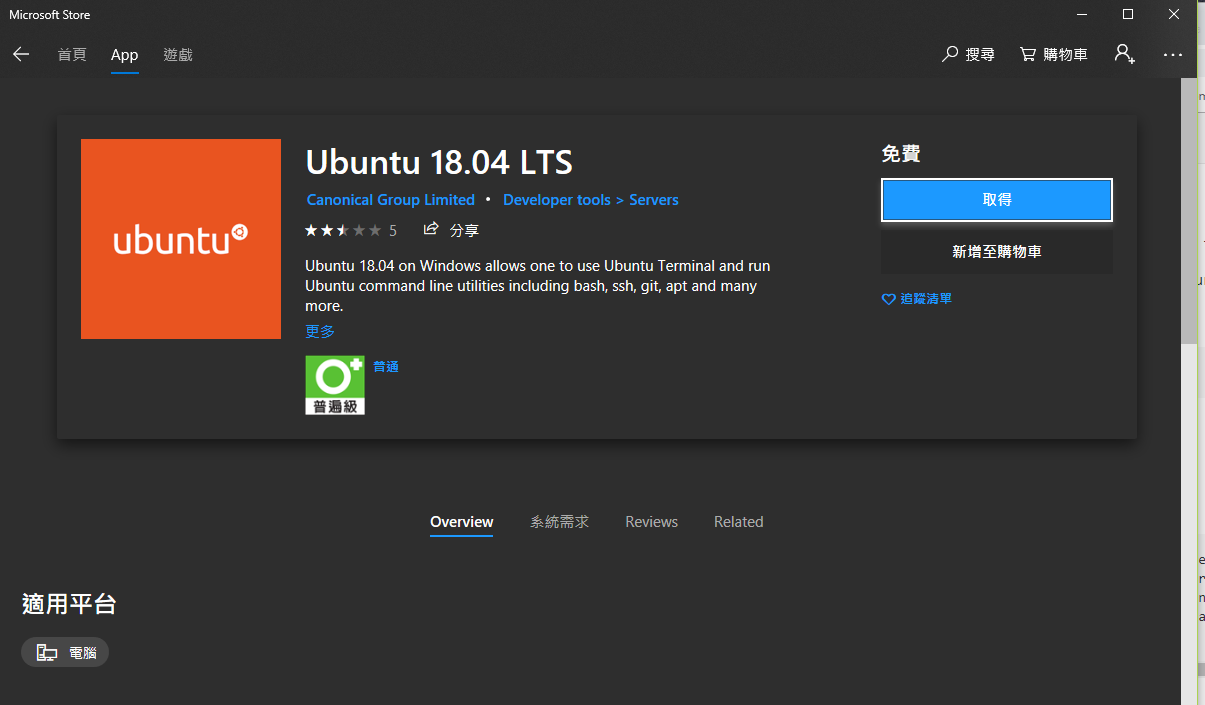 Microsoft Store
首頁 App 遊戲 搜尋 購物車
ubuntu
Ubuntu 18.04 LTS
Canonical Group Limited • Developer tools > Servers
5 分享
Ubuntu 18.04 on Windows allows one to use Ubuntu Terminal and run
Ubuntu command line utilities including bash, ssh, git, apt and many
more.
更多
普遍級
普通
免費
取得
新增至購物車
追蹤清單
Overview 系統需求 Reviews Related
適用平台
電腦